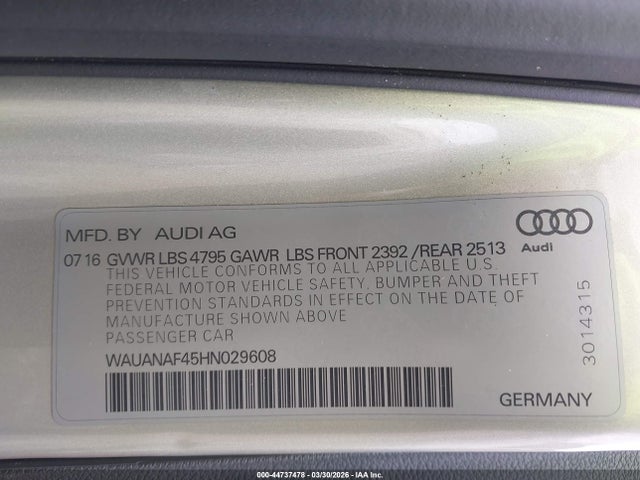 MFD. BY AUDI AG
07 16 GVWR LBS 4795 GAWR LBS FRONT 2392 /REAR 2513
THIS VEHICLE CONFORMS TO ALL APPLICABLE U.S.
FEDERAL MOTOR VEHICLE SAFETY, BUMPER AND THEFT
PREVENTION STANDARDS IN EFFECT ON THE DATE OF
MANUFACTURE SHOWN ABOVE
PASSENGER CAR
WAUANAF45HN029608
Audi
3014315
GERMANY
000-44737478 - 03/30/2026 - IAA Inc.